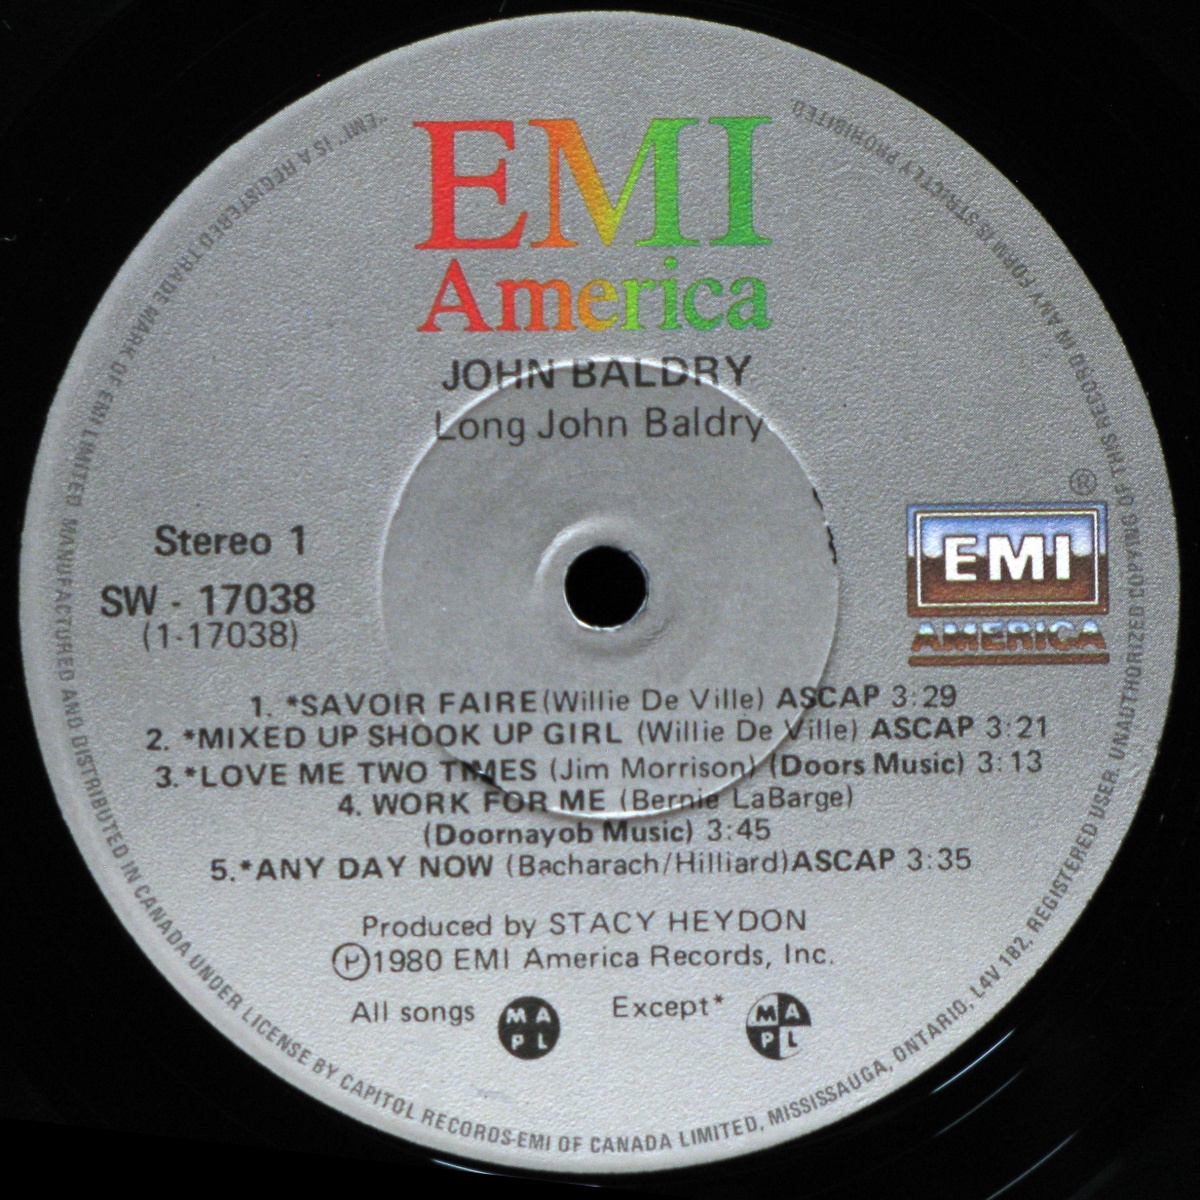 EMI
America
JOHN BALDRY
Long John Baldry
Stereo 1
SW - 17038
(1-17038)
®
EMI
AMERICA
1. *SAVOIR FAIRE (Willie De Ville) ASCAP 3:29
2. *MIXED UP SHOOK UP GIRL (Willie De Ville) ASCAP 3:21
3. *LOVE ME TWO TIMES (Jim Morrison) (Doors Music) 3:13
4. WORK FOR ME (Bernie LaBarge)
(Doornayob Music) 3:45
5. *ANY DAY NOW (Bacharach/Hilliard) ASCAP 3:35
Produced by STACY HEYDON
℗1980 EMI America Records, Inc.
All songs MAPL Except* MAPL
"EMI" IS A REGISTERED TRADE MARK OF EMI LIMITED MANUFACTURED AND DISTRIBUTED IN CANADA UNDER LICENSE BY CAPITOL RECORDS-EMI OF CANADA LIMITED, MISSISSAUGA, ONTARIO, L4V 1B2, REGISTERED USER. UNAUTHORIZED COPYING OF THIS RECORD IN ANY FORM IS STRICTLY PROHIBITED.